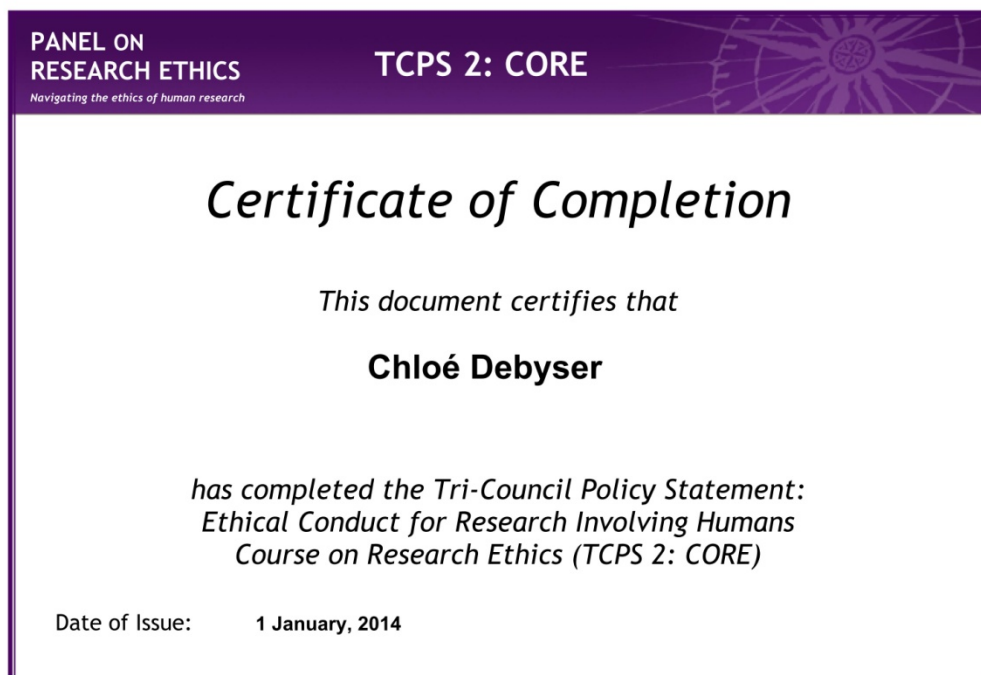 PANEL ON
RESEARCH ETHICS
Navigating the ethics of human research
TCPS 2: CORE
Certificate of Completion
This document certifies that
Chloé Debyser
has completed the Tri-Council Policy Statement:
Ethical Conduct for Research Involving Humans
Course on Research Ethics (TCPS 2: CORE)
Date of Issue: 1 January, 2014